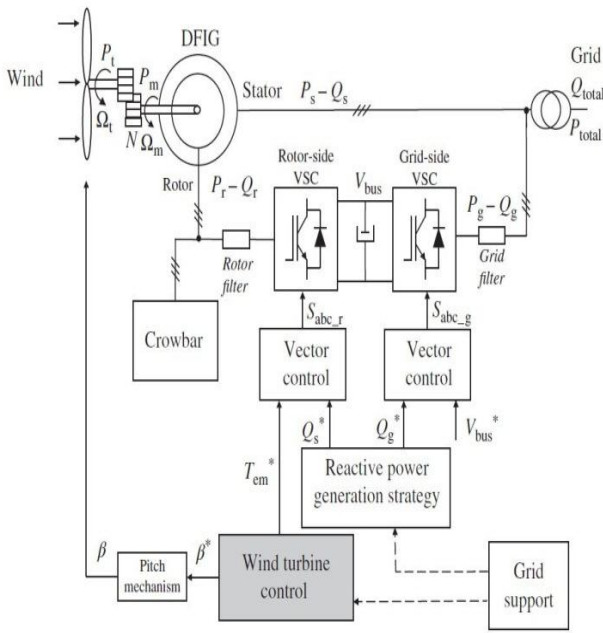 DFIG
Grid
Wind
P_t
P_m
Stator
P_s – Q_s
Q_total
P_total
Ω_t
N
Ω_m
Rotor
P_r – Q_r
Rotor-side
VSC
V_bus
Grid-side
VSC
P_g – Q_g
Rotor
filter
Grid
filter
S_abc_r
S_abc_g
Crowbar
Vector
control
Vector
control
Q_s*
Q_g*
V_bus*
T_em*
Reactive power
generation strategy
β
Pitch
mechanism
β*
Wind turbine
control
Grid
support